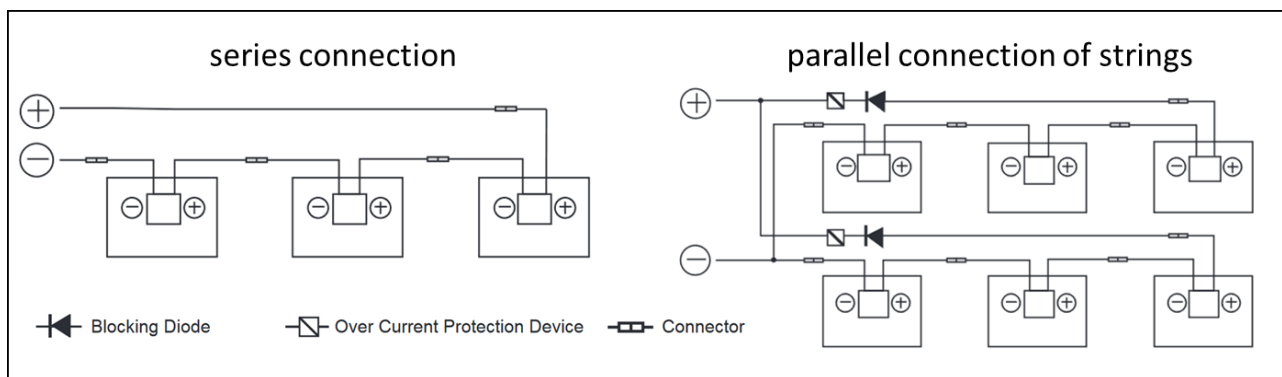 series connection
parallel connection of strings
+
−
− +
− +
− +
+
−
− +
− +
− +
− +
− +
− +
Blocking Diode
Over Current Protection Device
Connector